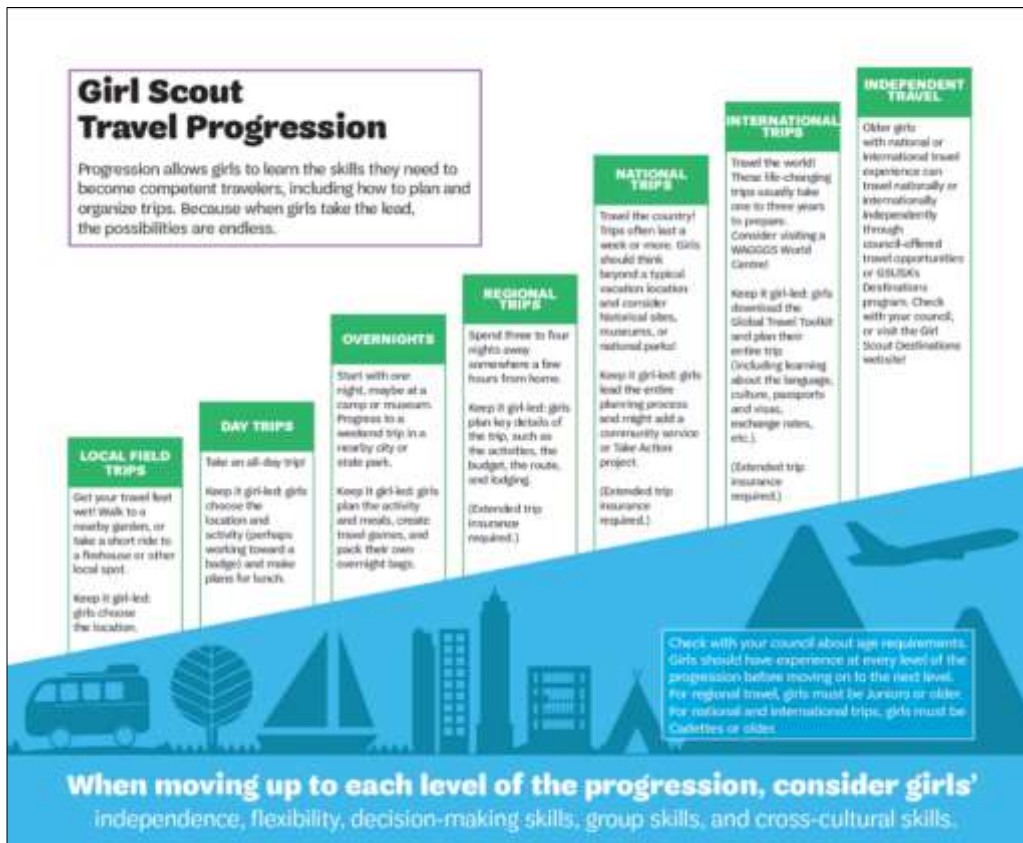 Girl Scout
Travel Progression
Progression allows girls to learn the skills they need to
become competent travelers, including how to plan and
organize trips. Because when girls take the lead,
the possibilities are endless.
LOCAL FIELD
TRIPS
Get your travel feet
wet! Walk to a
nearby garden, or
take a short ride to
a firehouse or other
local spot.
Keep it girl-led:
girls choose
the location.
DAY TRIPS
Take an all-day trip!
Keep it girl-led: girls
choose the
location and
activity (perhaps
working toward a
badge) and make
plans for lunch.
OVERNIGHTS
Start with one
night, maybe at a
camp or museum.
Progress to a
weekend trip in a
nearby city or
state park.
Keep it girl-led: girls
plan the activity
and meals, create
travel games, and
pack their own
overnight bags.
REGIONAL
TRIPS
Spend three to four
nights away
somewhere a few
hours from home.
Keep it girl-led: girls
plan key details of
the trip, such as
the activities, the
budget, the route,
and lodging.
(Extended trip
insurance
required.)
NATIONAL
TRIPS
Travel the country!
Trips often last a
week or more. Girls
should think
beyond a typical
vacation location
and consider
historical sites,
museums, or
national parks!
Keep it girl-led: girls
lead the entire
planning process
and might add a
community service
or Take Action
project.
(Extended trip
insurance
required.)
INTERNATIONAL
TRIPS
Travel the world!
These life-changing
trips usually take
one to three years
to prepare.
Consider visiting a
WAGGGS World
Centre!
Keep it girl-led: girls
download the
Global Travel Toolkit
and plan their
entire trip
(including learning
about the language,
culture, passports
and visas,
exchange rates,
etc.).
(Extended trip
insurance
required.)
INDEPENDENT
TRAVEL
Older girls
with national or
international travel
experience can
travel nationally or
internationally
independently
through
council-offered
travel opportunities
or GSUSA's
Destinations
program. Check
with your council,
or visit the Girl
Scout Destinations
website!
Check with your council about age requirements.
Girls should have experience at every level of the
progression before moving on to the next level.
For regional travel, girls must be Juniors or older.
For national and international trips, girls must be
Cadettes or older.
When moving up to each level of the progression, consider girls'
independence, flexibility, decision-making skills, group skills, and cross-cultural skills.